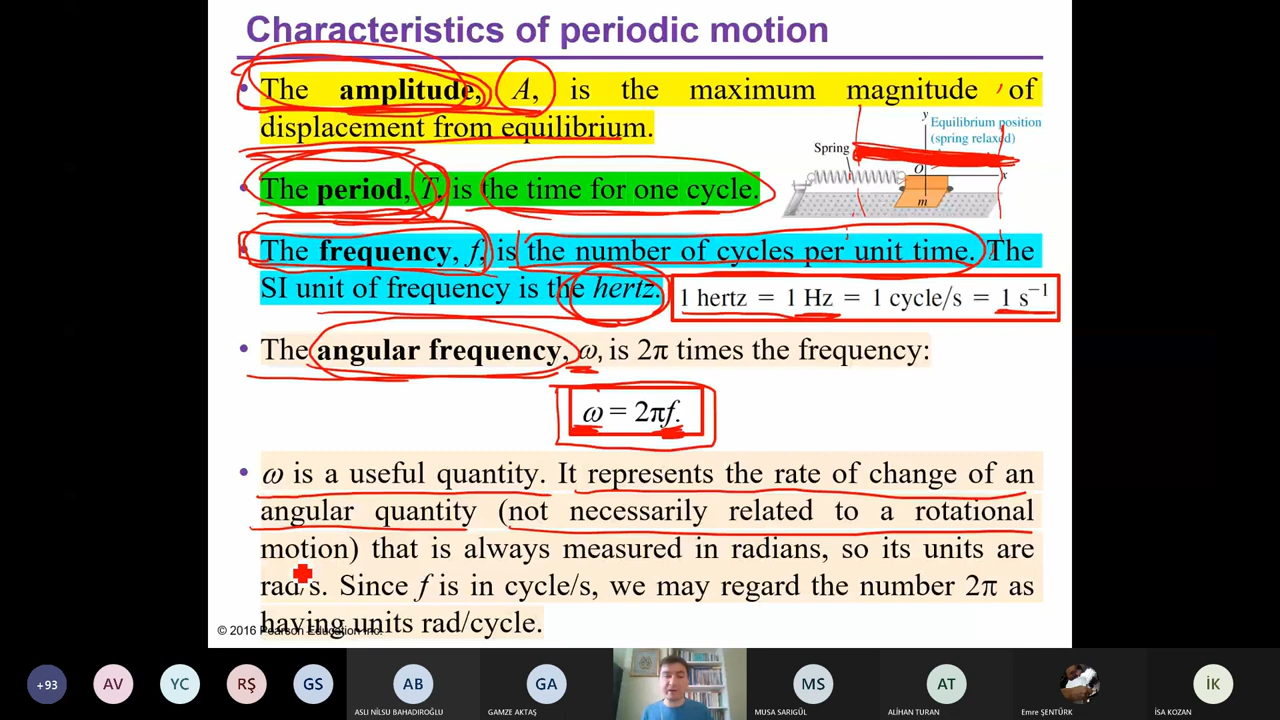 Characteristics of periodic motion
• The amplitude, A, is the maximum magnitude of
displacement from equilibrium.
y
Equilibrium position
(spring relaxed)
Spring
O
x
m
• The period, T, is the time for one cycle.
• The frequency, f, is the number of cycles per unit time. The
SI unit of frequency is the hertz.
1 hertz = 1 Hz = 1 cycle/s = 1 s⁻¹
• The angular frequency, ω, is 2π times the frequency:
ω = 2πf.
• ω is a useful quantity. It represents the rate of change of an
angular quantity (not necessarily related to a rotational
motion) that is always measured in radians, so its units are
rad/s. Since f is in cycle/s, we may regard the number 2π as
having units rad/cycle.
© 2016 Pearson Education Inc.
+93
AV
YC
RŞ
GS
AB
GA
MS
AT
İK
ASLI NİLSU BAHADIROĞLU
GAMZE AKTAŞ
MUSA SARIGÜL
ALİHAN TURAN
Emre ŞENTÜRK
İSA KOZAN